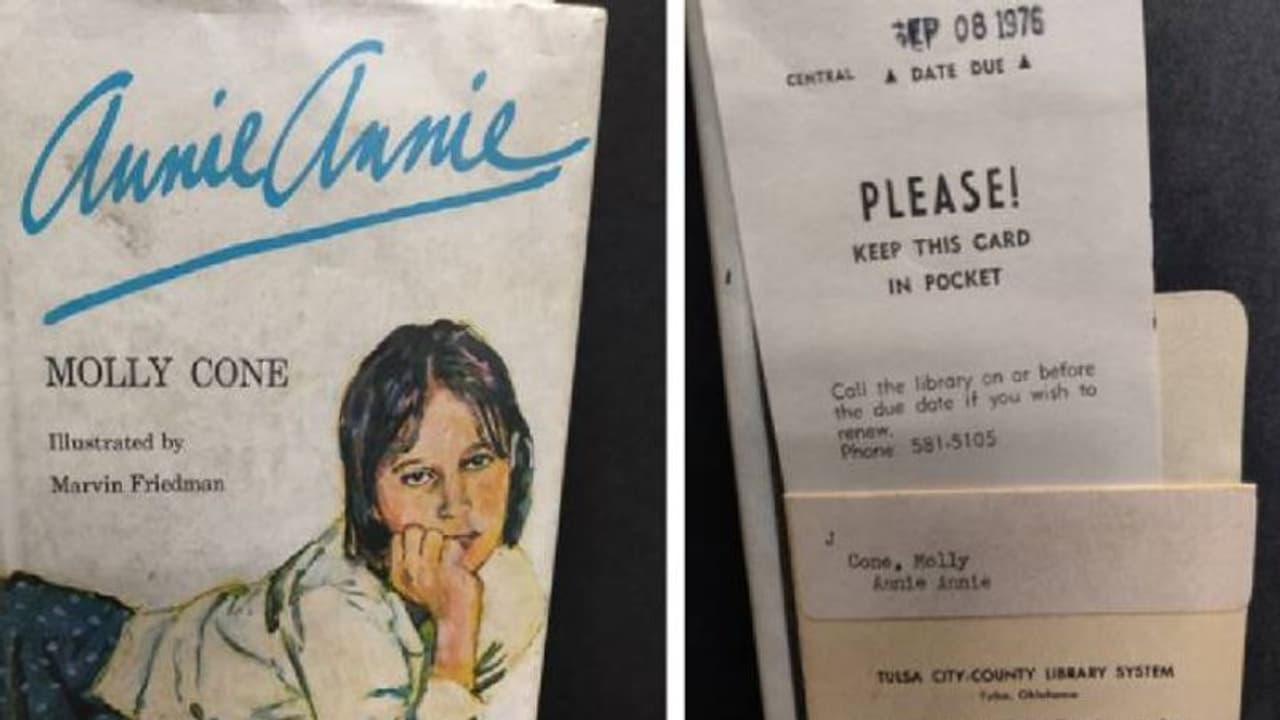 Annie Annie
MOLLY CONE
Illustrated by
Marvin Friedman
SEP 08 1976
CENTRAL ▲ DATE DUE ▲
PLEASE!
KEEP THIS CARD
IN POCKET
Call the library on or before
the due date if you wish to
renew.
Phone 581-5105
J
Cone, Molly
Annie Annie
TULSA CITY-COUNTY LIBRARY SYSTEM
Tulsa, Oklahoma